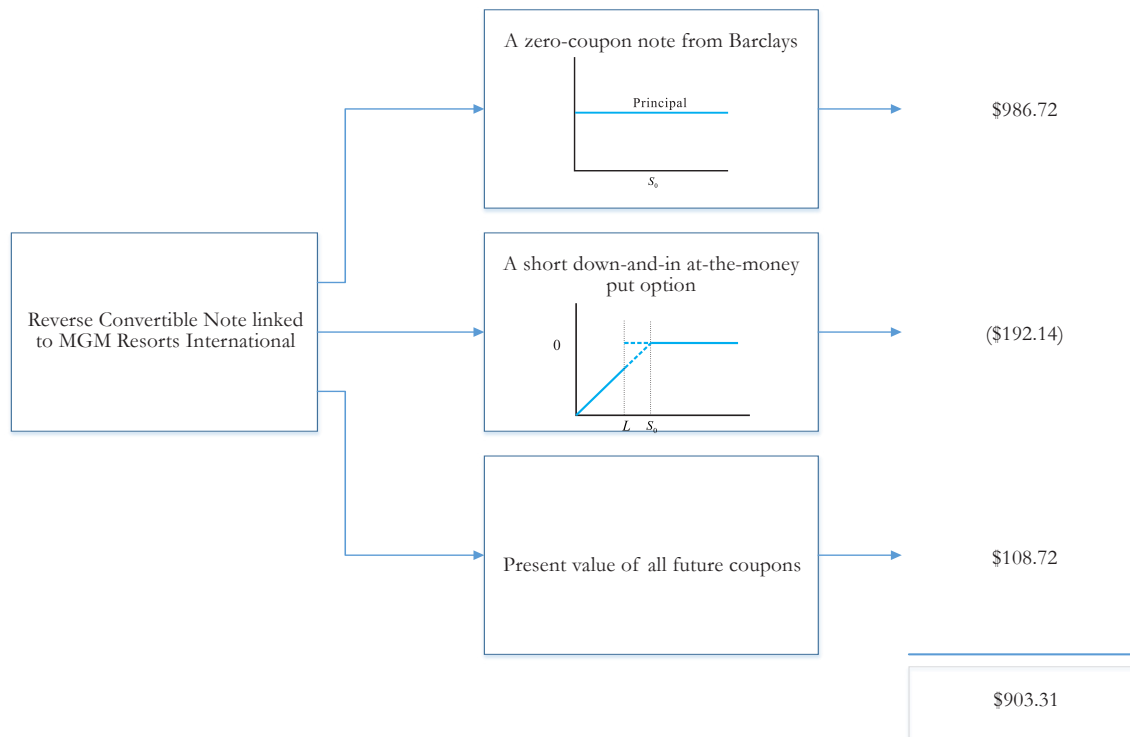 A zero-coupon note from Barclays
Principal
S₀
$986.72
Reverse Convertible Note linked
to MGM Resorts International
A short down-and-in at-the-money
put option
0
L S₀
($192.14)
Present value of all future coupons
$108.72
$903.31